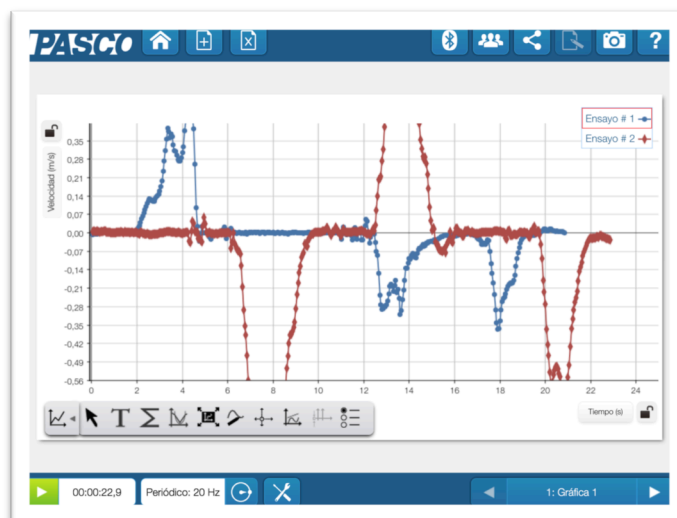 PASCO
?
Ensayo # 1
Ensayo # 2
Velocidad (m/s)
0,35
0,28
0,21
0,14
0,07
0,00
-0,07
-0,14
-0,21
-0,28
-0,35
-0,42
-0,49
-0,56
0 2 4 6 8 10 12 14 16 18 20 22 24
Tiempo (s)
T Σ
00:00:22,9 Periódico: 20 Hz 1: Gráfica 1